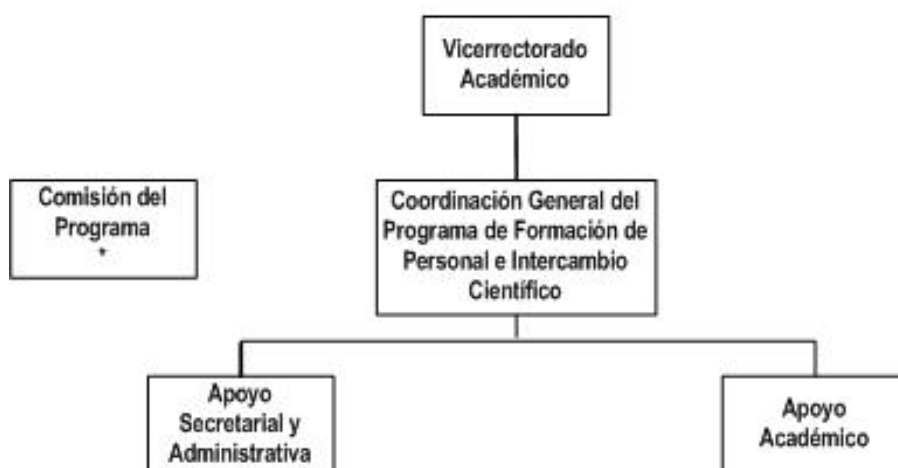 Vicerrectorado
Académico
Comisión del
Programa
*
Coordinación General del
Programa de Formación de
Personal e Intercambio
Científico
Apoyo
Secretarial y
Administrativa
Apoyo
Académico